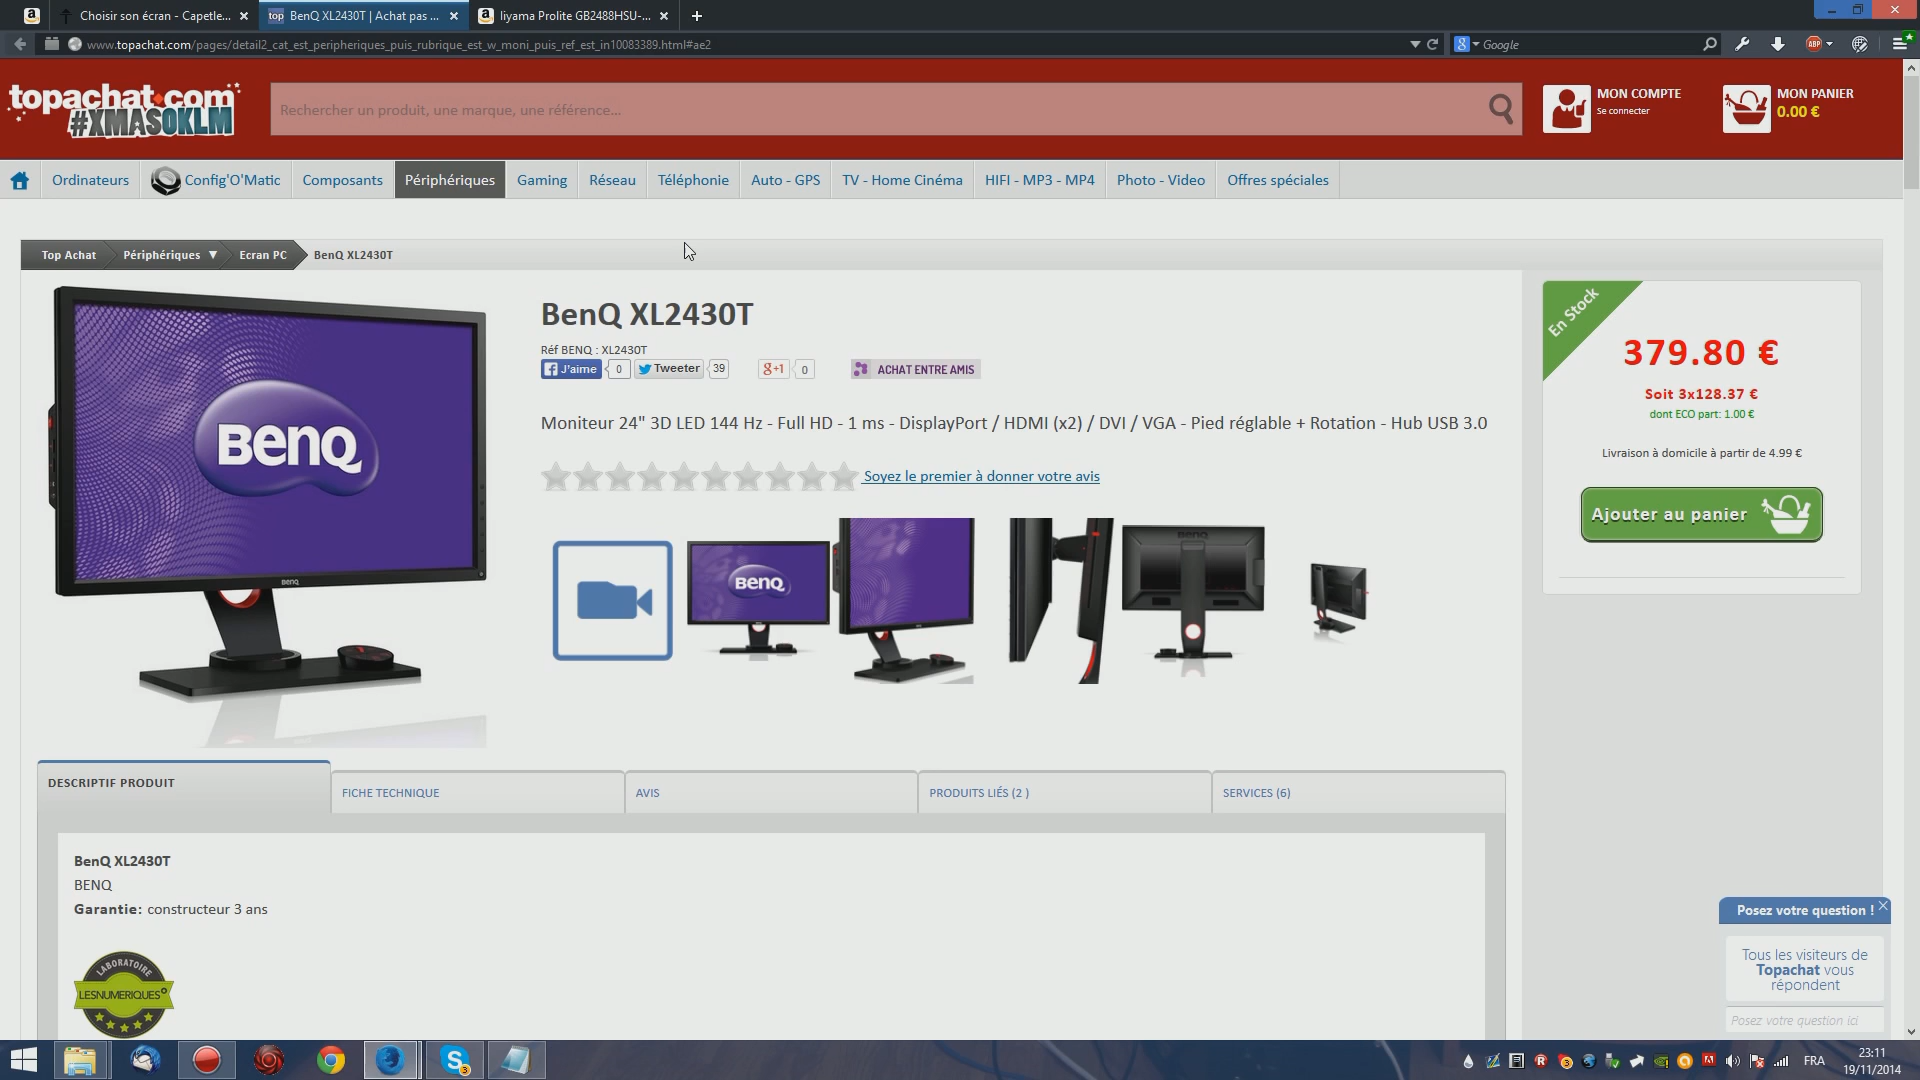 Choisir son écran - Capetle...
BenQ XL2430T | Achat pas ...
Iiyama Prolite GB2488HSU-...
www.topachat.com/pages/detail2_cat_est_peripheriques_puis_rubrique_est_w_moni_puis_ref_est_in10083389.html#ae2
Google
topachat.com
#XMASOKLM
Rechercher un produit, une marque, une référence...
MON COMPTE
Se connecter
MON PANIER
0.00 €
Ordinateurs
Config'O'Matic
Composants
Périphériques
Gaming
Réseau
Téléphonie
Auto - GPS
TV - Home Cinéma
HIFI - MP3 - MP4
Photo - Video
Offres spéciales
Top Achat
Périphériques ▼
Ecran PC
BenQ XL2430T
BenQ
BenQ
BenQ XL2430T
Réf BENQ : XL2430T
J'aime 0
Tweeter 39
g+1 0
ACHAT ENTRE AMIS
Moniteur 24" 3D LED 144 Hz - Full HD - 1 ms - DisplayPort / HDMI (x2) / DVI / VGA - Pied réglable + Rotation - Hub USB 3.0
Soyez le premier à donner votre avis
BenQ
BenQ
En Stock
379.80 €
Soit 3x128.37 €
dont ECO part: 1.00 €
Livraison à domicile à partir de 4.99 €
Ajouter au panier
DESCRIPTIF PRODUIT
FICHE TECHNIQUE
AVIS
PRODUITS LIÉS (2 )
SERVICES (6)
BenQ XL2430T
BENQ
Garantie: constructeur 3 ans
LABORATOIRE
LESNUMERIQUES
Posez votre question !
Tous les visiteurs de
Topachat vous
répondent
Posez votre question ici
FRA
23:11
19/11/2014